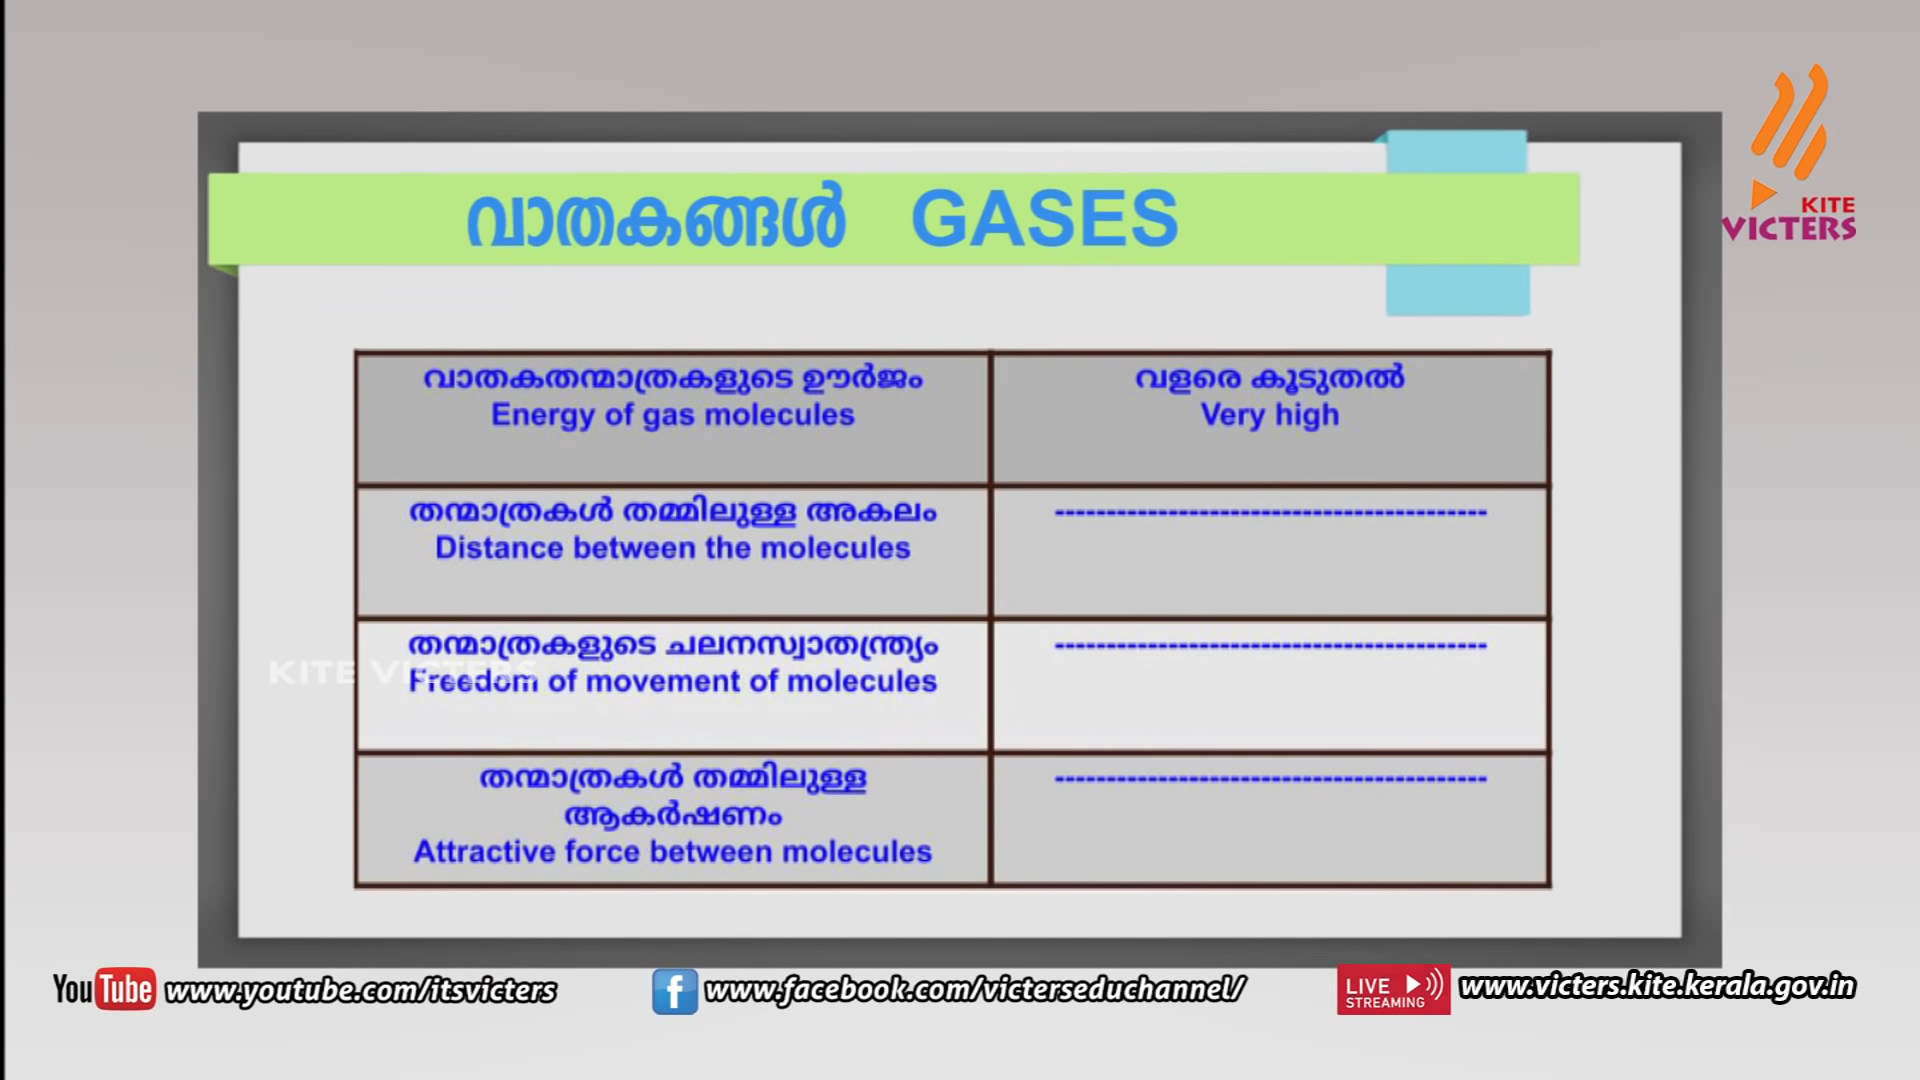 വാതകങ്ങൾ GASES
വാതകതന്മാത്രകളുടെ ഊർജം
Energy of gas molecules
വളരെ കൂടുതൽ
Very high
തന്മാത്രകൾ തമ്മിലുള്ള അകലം
Distance between the molecules
------------------------------------------
തന്മാത്രകളുടെ ചലനസ്വാതന്ത്ര്യം
Freedom of movement of molecules
------------------------------------------
തന്മാത്രകൾ തമ്മിലുള്ള
ആകർഷണം
Attractive force between molecules
------------------------------------------
KITE VICTERS
KITE
VICTERS
YouTube www.youtube.com/itsvicters
f www.facebook.com/victerseduchannel/
LIVE
STREAMING
www.victers.kite.kerala.gov.in